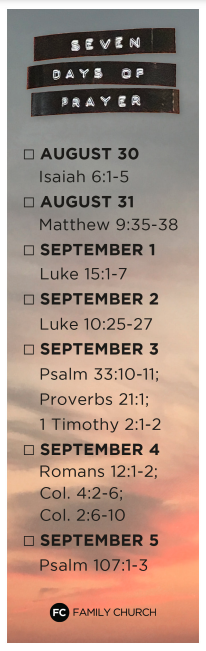 SEVEN
DAYS OF
PRAYER
AUGUST 30
Isaiah 6:1-5
AUGUST 31
Matthew 9:35-38
SEPTEMBER 1
Luke 15:1-7
SEPTEMBER 2
Luke 10:25-27
SEPTEMBER 3
Psalm 33:10-11;
Proverbs 21:1;
1 Timothy 2:1-2
SEPTEMBER 4
Romans 12:1-2;
Col. 4:2-6;
Col. 2:6-10
SEPTEMBER 5
Psalm 107:1-3
FC FAMILY CHURCH